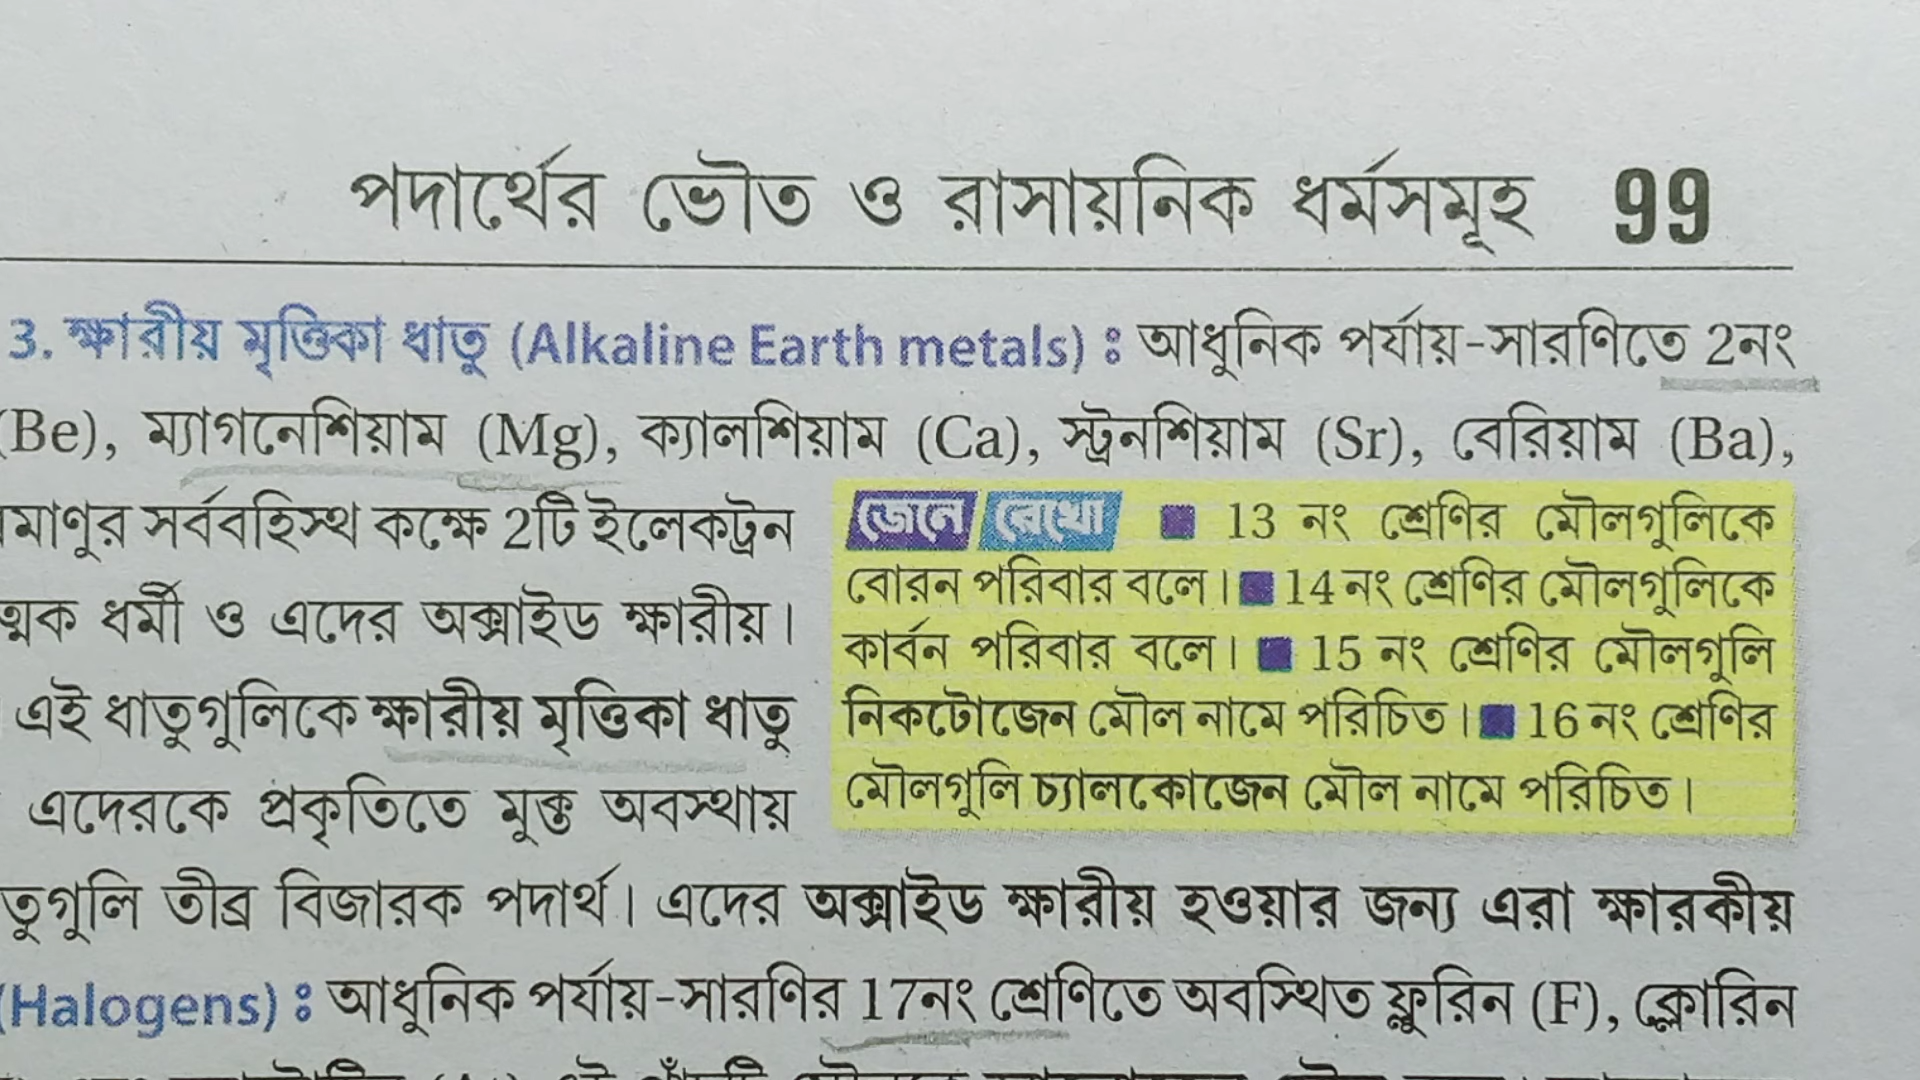 পদার্থের ভৌত ও রাসায়নিক ধর্মসমূহ 99
3. ক্ষারীয় মৃত্তিকা ধাতু (Alkaline Earth metals) : আধুনিক পর্যায়-সারণিতে 2নং
(Be), ম্যাগনেশিয়াম (Mg), ক্যালশিয়াম (Ca), স্ট্রনশিয়াম (Sr), বেরিয়াম (Ba),
সর্ববহিস্থ কক্ষে 2টি ইলেকট্রন
ধর্মী ও এদের অক্সাইড ক্ষারীয়।
এই ধাতুগুলিকে ক্ষারীয় মৃত্তিকা ধাতু
এদেরকে প্রকৃতিতে মুক্ত অবস্থায়
জেনে রেখো ■ 13 নং শ্রেণির মৌলগুলিকে
বোরন পরিবার বলে। ■ 14 নং শ্রেণির মৌলগুলিকে
কার্বন পরিবার বলে। ■ 15 নং শ্রেণির মৌলগুলি
নিকটোজেন মৌল নামে পরিচিত। ■ 16 নং শ্রেণির
মৌলগুলি চ্যালকোজেন মৌল নামে পরিচিত।
তীব্র বিজারক পদার্থ। এদের অক্সাইড ক্ষারীয় হওয়ার জন্য এরা ক্ষারকীয়
(Halogens) : আধুনিক পর্যায়-সারণির 17নং শ্রেণিতে অবস্থিত ফ্লুরিন (F), ক্লোরিন